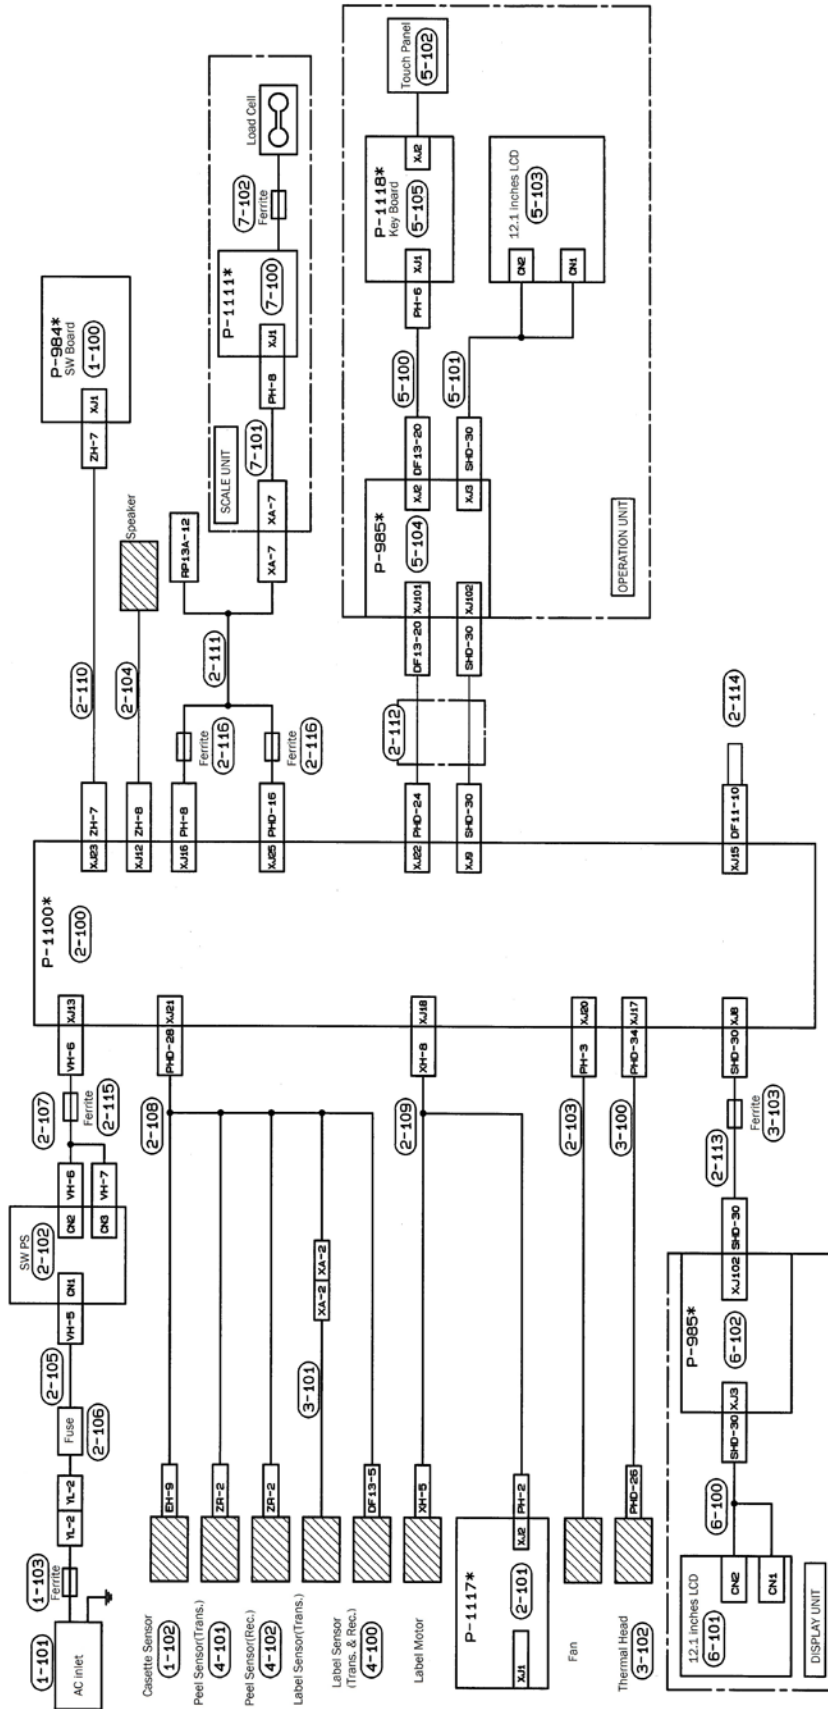 1-101
AC inlet
1-103
Ferrite
YL-2
YL-2
Fuse
2-106
2-105
VH-5
CN1
SW PS
2-102
CN2
VH-6
CN3
VH-7
2-107
Ferrite
2-115
VH-6
XJ13
P-1100*
2-100
Casette Sensor
1-102
EH-9
Peel Sensor(Trans.)
4-101
ZR-2
Peel Sensor(Rec.)
4-102
ZR-2
Label Sensor(Trans.)
3-101
XA-2
XA-2
Label Sensor
(Trans. & Rec.)
4-100
DF13-5
2-108
PHD-28
XJ21
Label Motor
XH-5
2-109
XH-8
XJ18
P-1117*
XJ1
2-101
XJ2
PH-2
Fan
2-103
PH-3
XJ20
Thermal Head
3-102
PHD-26
3-100
PHD-34
XJ17
12.1 inches LCD
6-101
CN2
CN1
DISPLAY UNIT
6-100
SHD-30
XJ3
P-985*
6-102
XJ102
SHD-30
2-113
Ferrite
3-103
SHD-30
XJ8
XJ23
ZH-7
2-110
ZH-7
XJ1
P-984*
SW Board
1-100
XJ12
ZH-8
2-104
Speaker
XJ16
PH-8
Ferrite
2-116
XJ25
PHD-16
Ferrite
2-116
2-111
RP13A-12
XA-7
XA-7
SCALE UNIT
7-101
PH-8
XJ1
P-1111*
7-100
7-102
Ferrite
Load Cell
XJ22
PHD-24
2-112
DF13-20
XJ101
XJ9
SHD-30
SHD-30
XJ102
P-985*
5-104
XJ2
DF13-20
XJ3
SHD-30
5-100
5-101
PH-6
XJ1
P-1118*
Key Board
5-105
XJ2
Touch Panel
5-102
12.1 inches LCD
5-103
CN2
CN1
OPERATION UNIT
XJ15
DF11-10
2-114